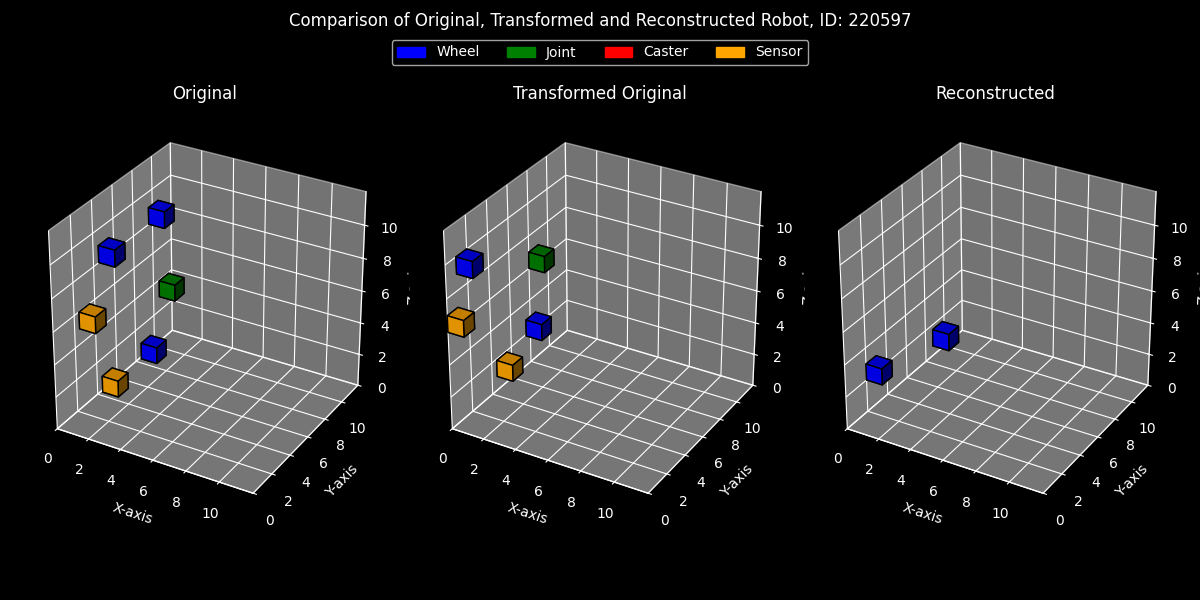 Comparison of Original, Transformed and Reconstructed Robot, ID: 220597
Wheel Joint Caster Sensor
Original Transformed Original Reconstructed
10 10 10
8 8 8
6 6 6
4 4 4
2 2 2
0 0 0
0 2 4 6 8 10 0 2 4 6 8 10 0 2 4 6 8 10
0 2 4 6 8 10 0 2 4 6 8 10 0 2 4 6 8 10
X-axis Y-axis X-axis Y-axis X-axis Y-axis